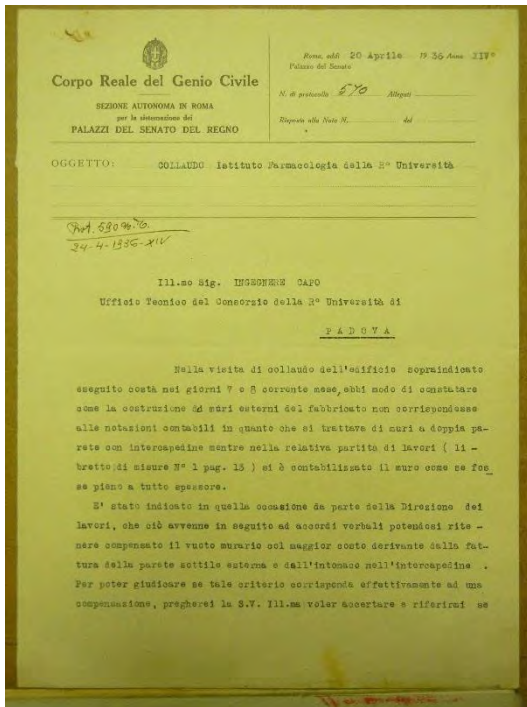 Corpo Reale del Genio Civile
SEZIONE AUTONOMA IN ROMA
per la sistemazione dei
PALAZZI DEL SENATO DEL REGNO
Roma, addì 20 Aprile 1936 Anno XIV°
Palazzo del Senato
N. di protocollo 570 Allegati
Risposta alla Nota N. del
OGGETTO: COLLAUDO Istituto Farmacologia della R° Università
Prot. 590
24-4-1936-XIV
Ill.mo Sig. INGEGNERE CAPO
Ufficio Tecnico del Consorzio della R° Università di
PADOVA
Nella visita di collaudo dell'edificio sopraindicato
eseguito costà nei giorni 7 e 8 corrente mese, ebbi modo di constatare
come la costruzione dei muri esterni del fabbricato non corrispondesse
alle notazioni contabili in quanto che si trattava di muri a doppia pa-
rete con intercapedine mentre nella relativa partita di lavori ( li -
bretto di misure N° 1 pag. 13 ) si è contabilizzato il muro come se fos
se pieno a tutto spessore.
E' stato indicato in quella occasione da parte della Direzione dei
lavori, che ciò avvenne in seguito ad accordi verbali potendosi rite -
nere compensato il vuoto murario col maggior costo derivante dalla fat-
tura della parete sottile esterna e dall'intonaco nell'intercapedine .
Per poter giudicare se tale criterio corrisponda effettivamente ad una
compensazione, pregherei la S.V. Ill.ma voler accertare e riferirmi se